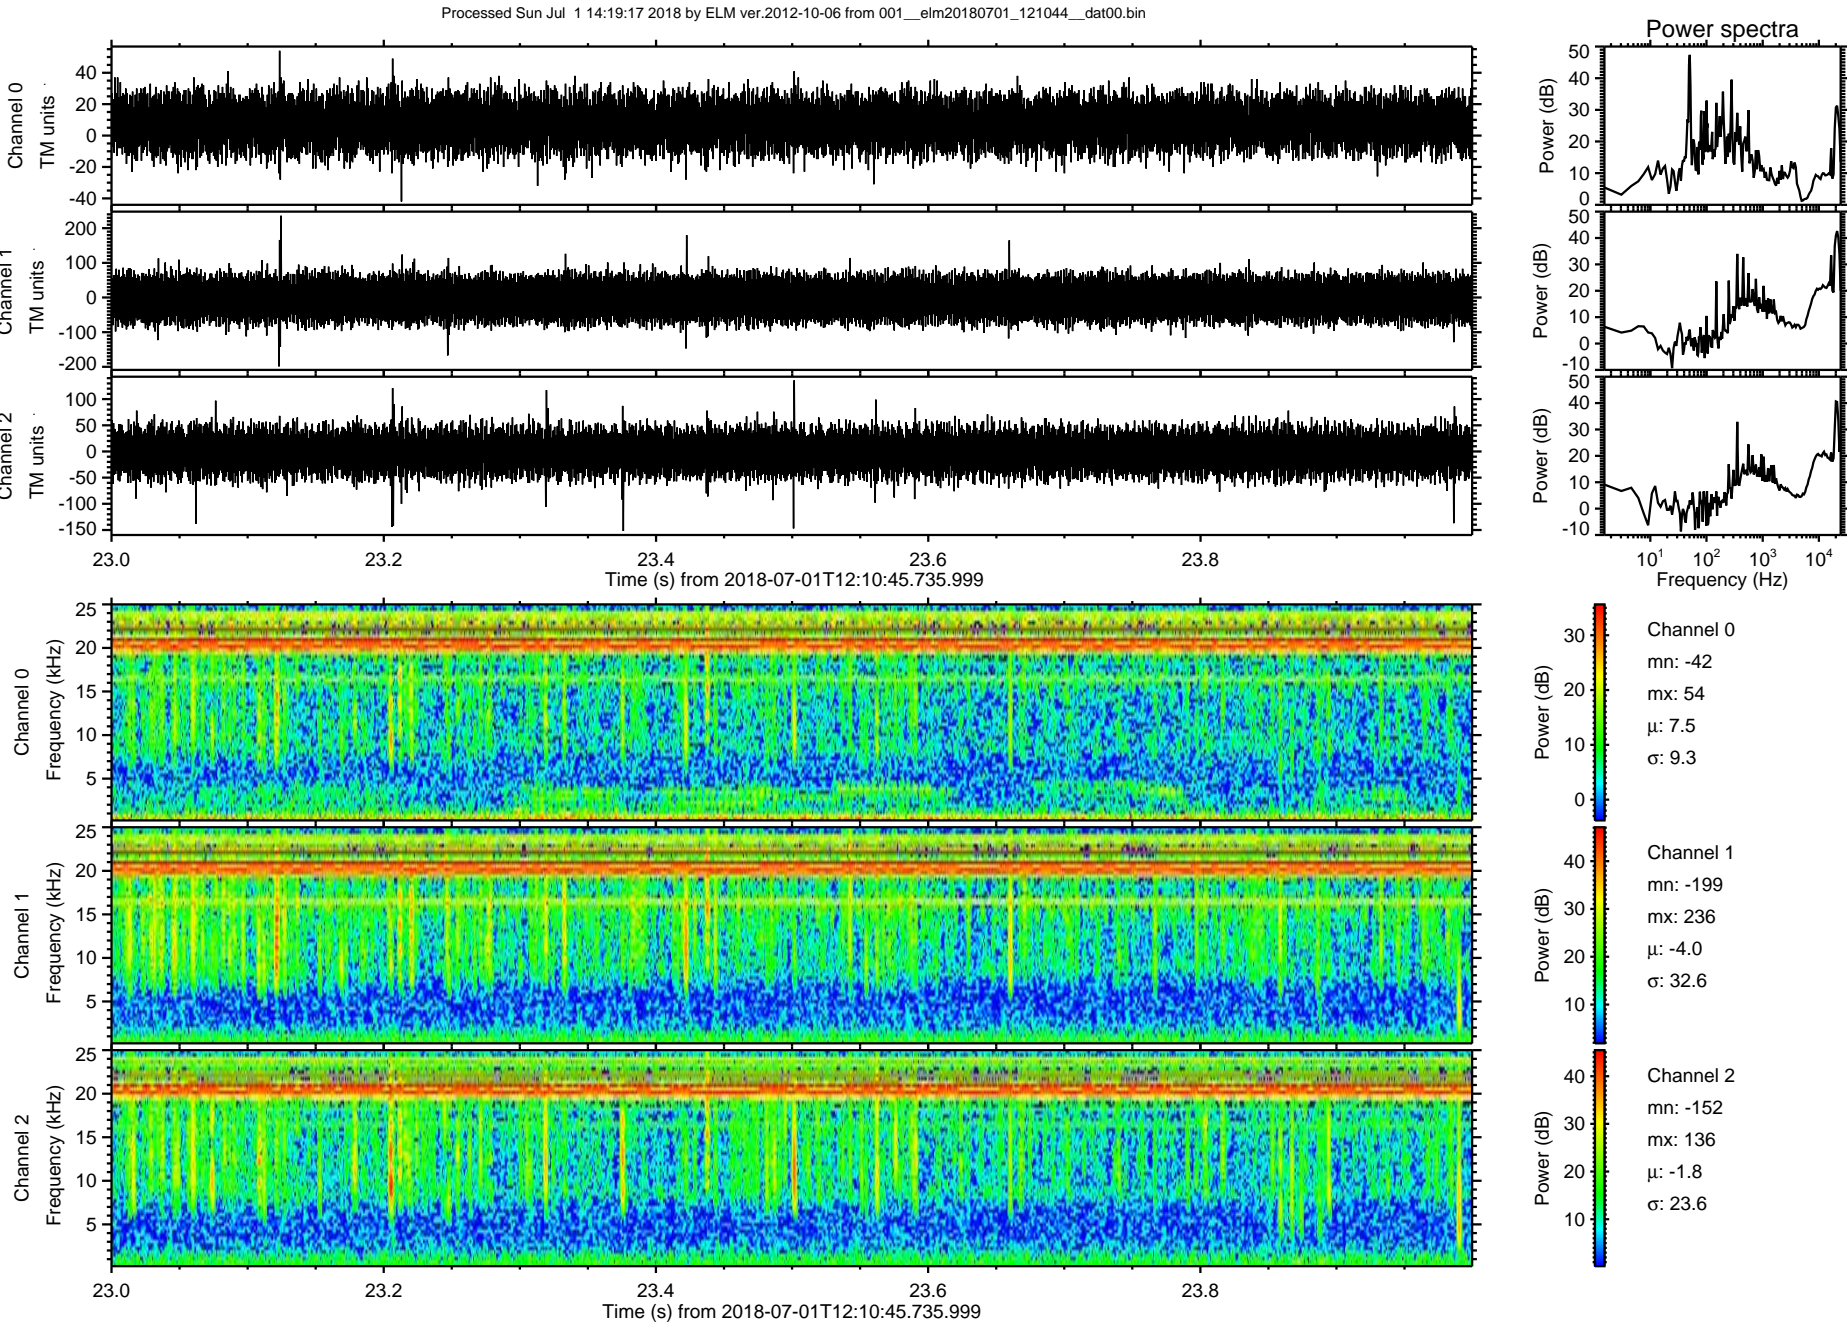 Processed Sun Jul  1 14:19:17 2018 by ELM ver.2012-10-06 from 001__elm20180701_121044__dat00.bin
Power spectra
Channel 0
TM units
40
20
0
-20
-40
Power (dB)
50
40
30
20
10
0
Channel 1
TM units
200
100
0
-100
-200
Power (dB)
50
40
30
20
10
0
-10
Channel 2
TM units
100
50
0
-50
-100
-150
Power (dB)
50
40
30
20
10
0
-10
23.0 23.2 23.4 23.6 23.8
Time (s) from 2018-07-01T12:10:45.735.999
10¹ 10² 10³ 10⁴
Frequency (Hz)
Channel 0
Frequency (kHz)
25
20
15
10
5
Power (dB)
30
20
10
0
Channel 0
mn: -42
mx: 54
μ: 7.5
σ: 9.3
Channel 1
Frequency (kHz)
25
20
15
10
5
Power (dB)
40
30
20
10
Channel 1
mn: -199
mx: 236
μ: -4.0
σ: 32.6
Channel 2
Frequency (kHz)
25
20
15
10
5
Power (dB)
40
30
20
10
Channel 2
mn: -152
mx: 136
μ: -1.8
σ: 23.6
23.0 23.2 23.4 23.6 23.8
Time (s) from 2018-07-01T12:10:45.735.999